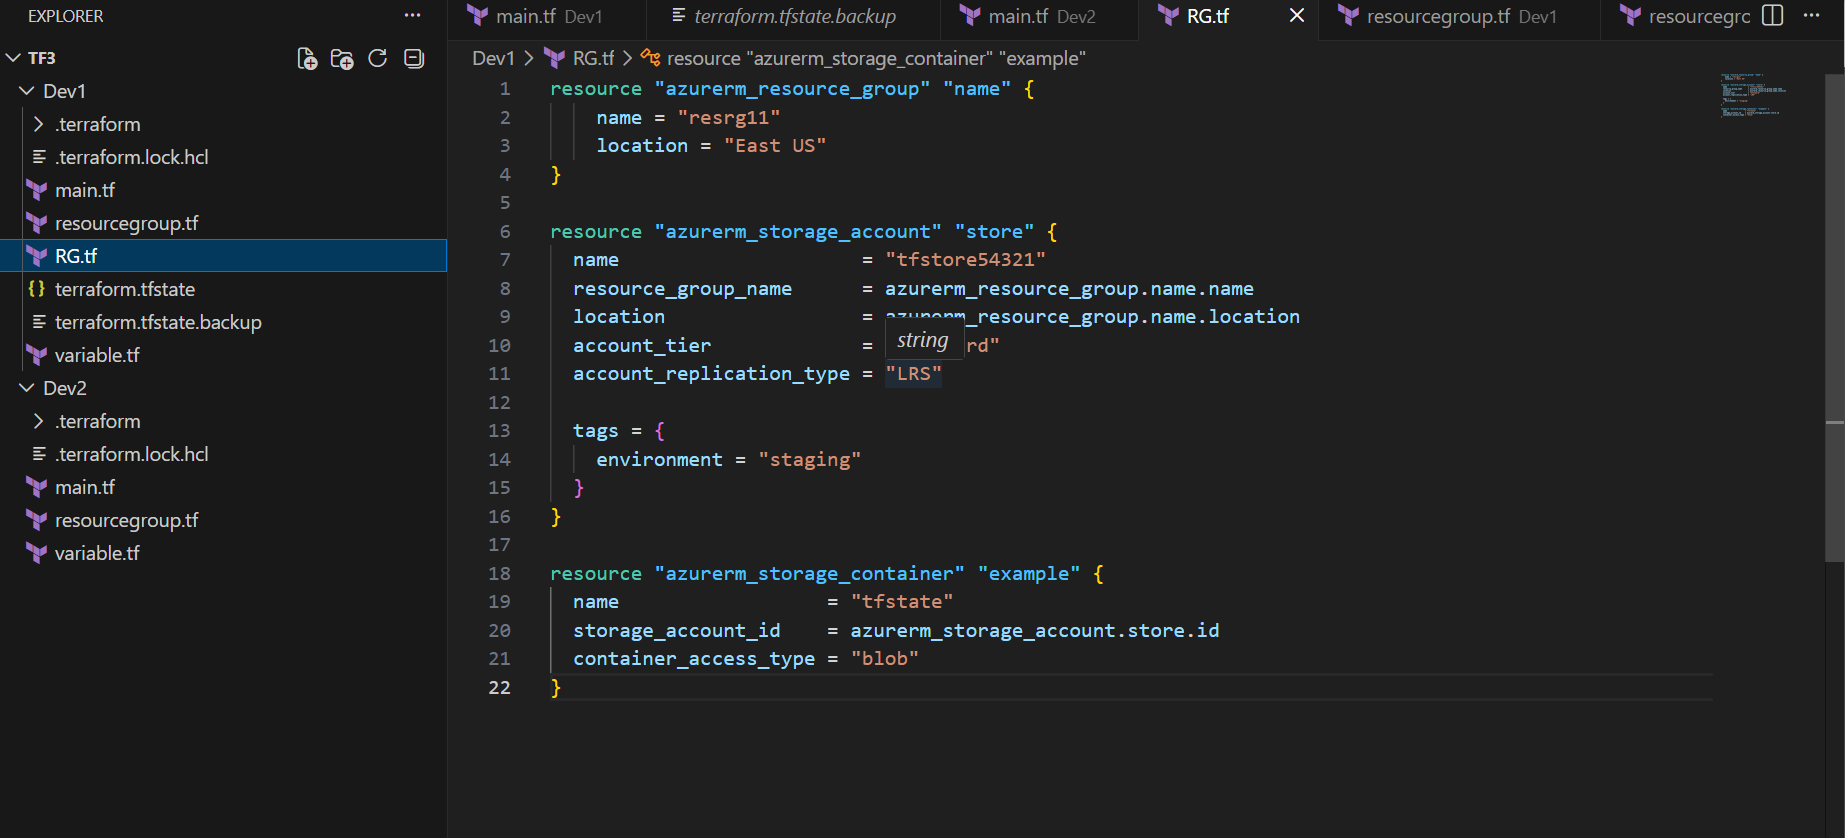 EXPLORER
TF3
Dev1
.terraform
.terraform.lock.hcl
main.tf
resourcegroup.tf
RG.tf
terraform.tfstate
terraform.tfstate.backup
variable.tf
Dev2
.terraform
.terraform.lock.hcl
main.tf
resourcegroup.tf
variable.tf
main.tf Dev1
terraform.tfstate.backup
main.tf Dev2
RG.tf
resourcegroup.tf Dev1
resourcegrc
Dev1 > RG.tf > resource "azurerm_storage_container" "example"
1 resource "azurerm_resource_group" "name" {
2 name = "resrg11"
3 location = "East US"
4 }
5
6 resource "azurerm_storage_account" "store" {
7 name = "tfstore54321"
8 resource_group_name = azurerm_resource_group.name.name
9 location = azurerm_resource_group.name.location
string
10 account_tier = rd"
11 account_replication_type = "LRS"
12
13 tags = {
14 environment = "staging"
15 }
16 }
17
18 resource "azurerm_storage_container" "example" {
19 name = "tfstate"
20 storage_account_id = azurerm_storage_account.store.id
21 container_access_type = "blob"
22 }